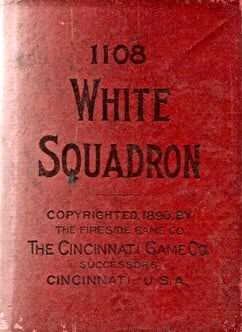 1108
WHITE
SQUADRON
COPYRIGHTED, 1896, BY
THE FIRESIDE GAME CO.
THE CINCINNATI GAME CO.
SUCCESSORS
CINCINNATI, U.S.A.